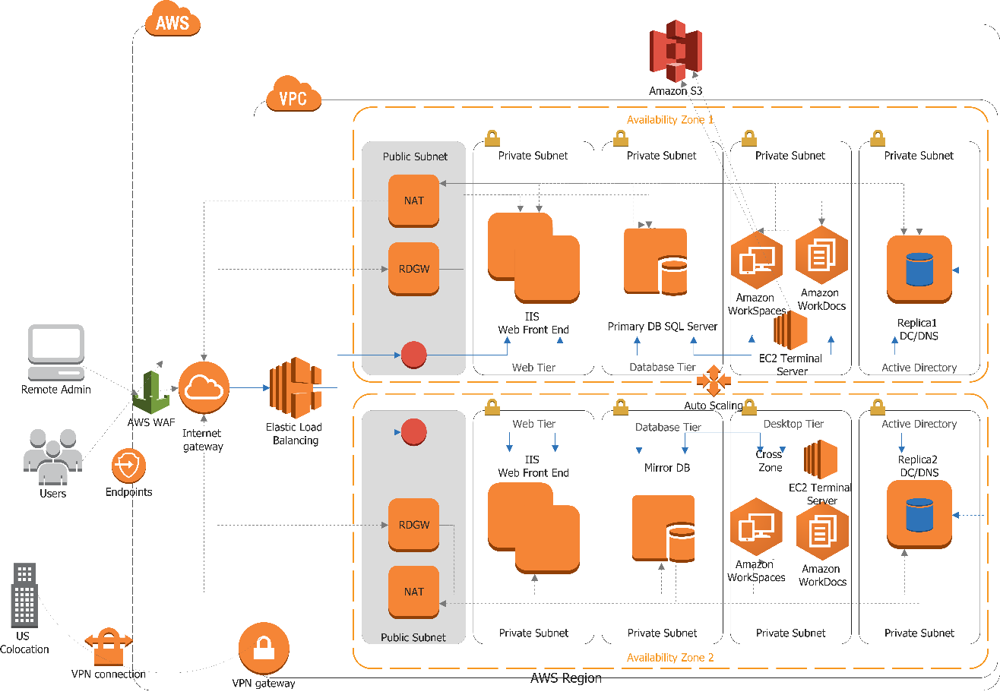 AWS
VPC
Amazon S3
Availability Zone 1
Public Subnet
Private Subnet
Private Subnet
Private Subnet
Private Subnet
NAT
RDGW
IIS
Web Front End
Web Tier
Primary DB SQL Server
Database Tier
Amazon
WorkSpaces
Amazon
WorkDocs
EC2 Terminal
Server
Replica1
DC/DNS
Active Directory
Remote Admin
AWS WAF
Internet
gateway
Elastic Load
Balancing
Auto Scaling
Users
Endpoints
Web Tier
Database Tier
Desktop Tier
Active Directory
IIS
Web Front End
Mirror DB
Cross
Zone
EC2 Terminal
Server
Replica2
DC/DNS
RDGW
NAT
Amazon
WorkSpaces
Amazon
WorkDocs
Public Subnet
Private Subnet
Private Subnet
Private Subnet
Private Subnet
Availability Zone 2
US
Colocation
VPN connection
VPN gateway
AWS Region